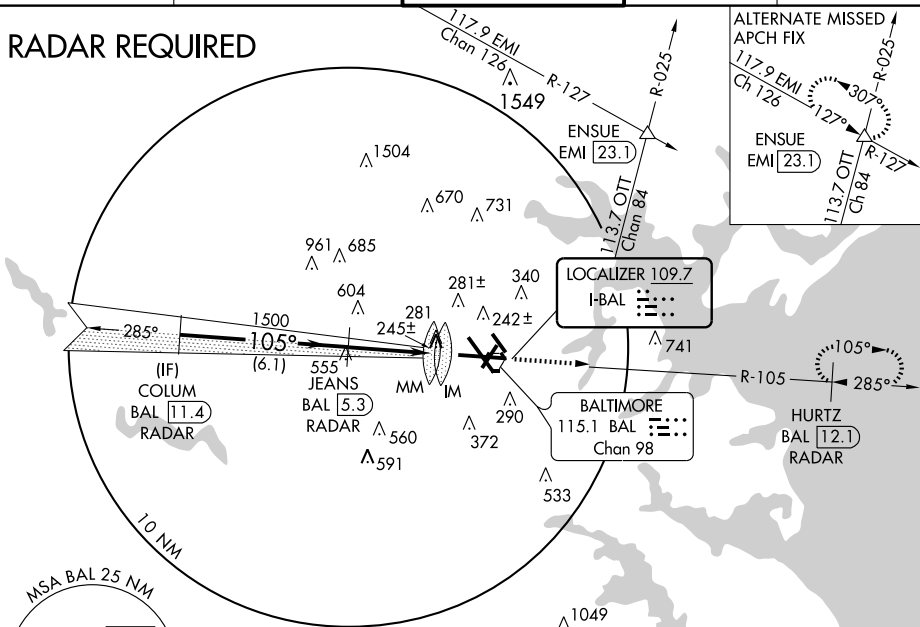 RADAR REQUIRED
117.9 EMI
Chan 126
R-127
1549
R-025
ENSUE
EMI 23.1
113.7 OTT
Chan 84
ALTERNATE MISSED
APCH FIX
117.9 EMI
Ch 126
R-025
307°
127°
ENSUE
EMI 23.1
R-127
113.7 OTT
Ch 84
1504
670
731
961
685
604
281±
340
281
245±
242±
LOCALIZER 109.7
I-BAL
741
285°
1500
105°
(6.1)
555
MM
IM
(IF)
COLUM
BAL 11.4
RADAR
JEANS
BAL 5.3
RADAR
R-105
105°
285°
HURTZ
BAL 12.1
RADAR
BALTIMORE
115.1 BAL
Chan 98
290
372
560
591
533
10 NM
MSA BAL 25 NM
1049